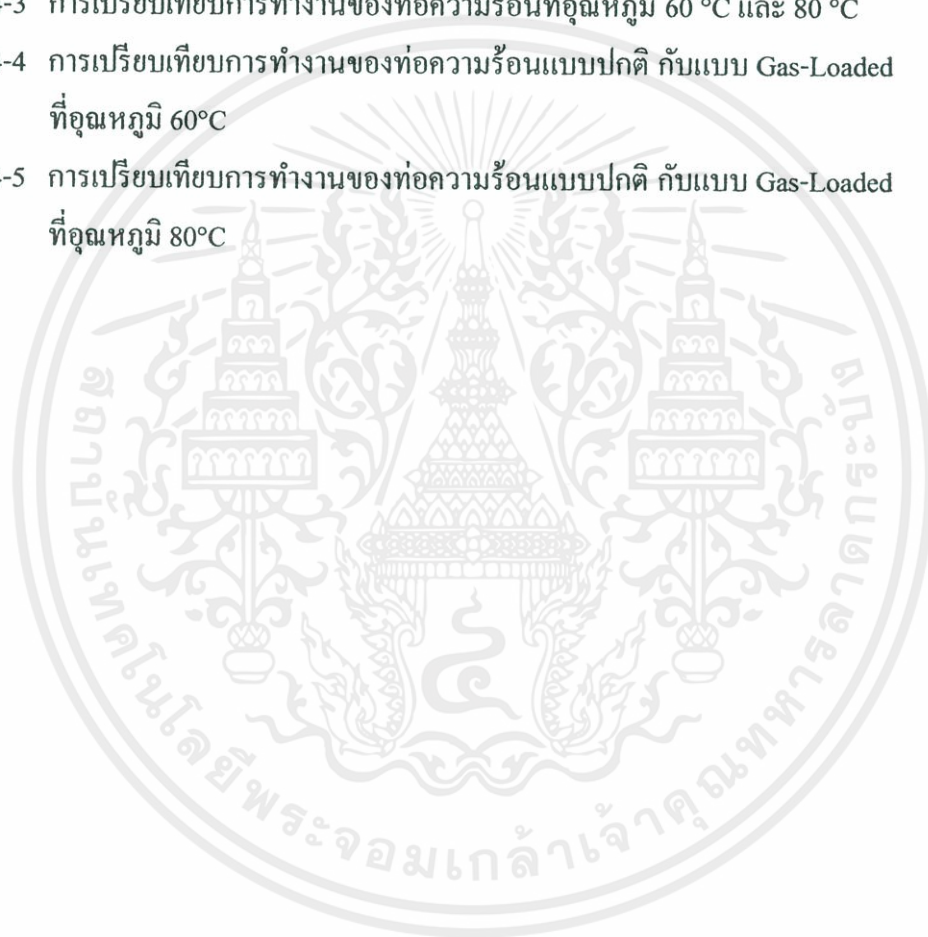 4-3 การเปรียบเทียบการทำงานของท่อความร้อนที่อุณหภูมิ 60 °C และ 80 °C
4-4 การเปรียบเทียบการทำงานของท่อความร้อนแบบปกติ กับแบบ Gas-Loaded
ที่อุณหภูมิ 60°C
4-5 การเปรียบเทียบการทำงานของท่อความร้อนแบบปกติ กับแบบ Gas-Loaded
ที่อุณหภูมิ 80°C
สถาบันเทคโนโลยีพระจอมเกล้าเจ้าคุณทหารลาดกระบัง